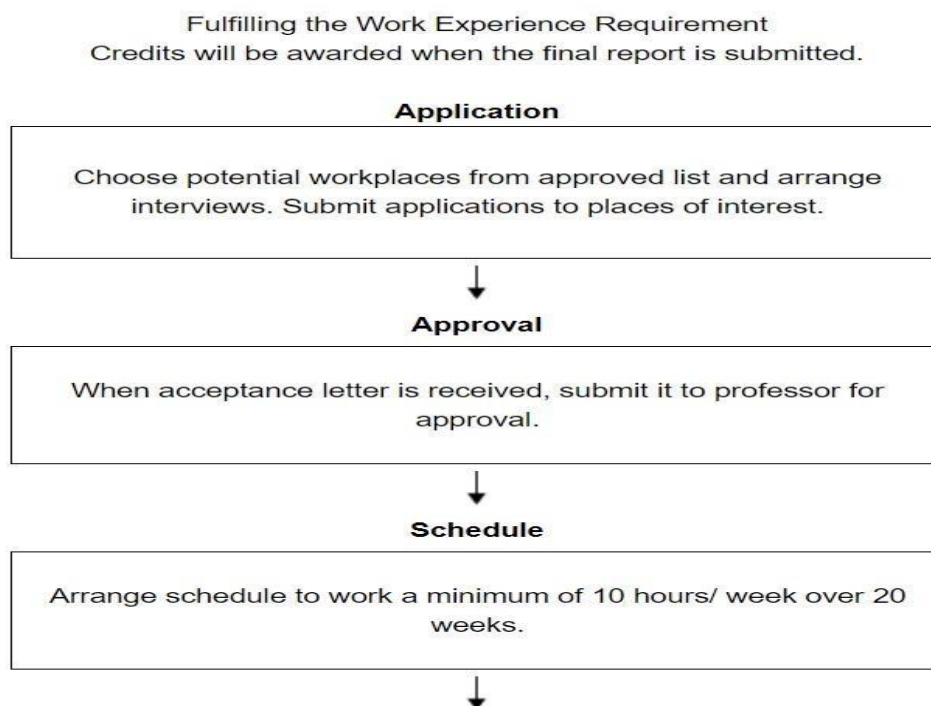 Fulfilling the Work Experience Requirement
Credits will be awarded when the final report is submitted.
Application
Choose potential workplaces from approved list and arrange
interviews. Submit applications to places of interest.
Approval
When acceptance letter is received, submit it to professor for
approval.
Schedule
Arrange schedule to work a minimum of 10 hours/ week over 20
weeks.